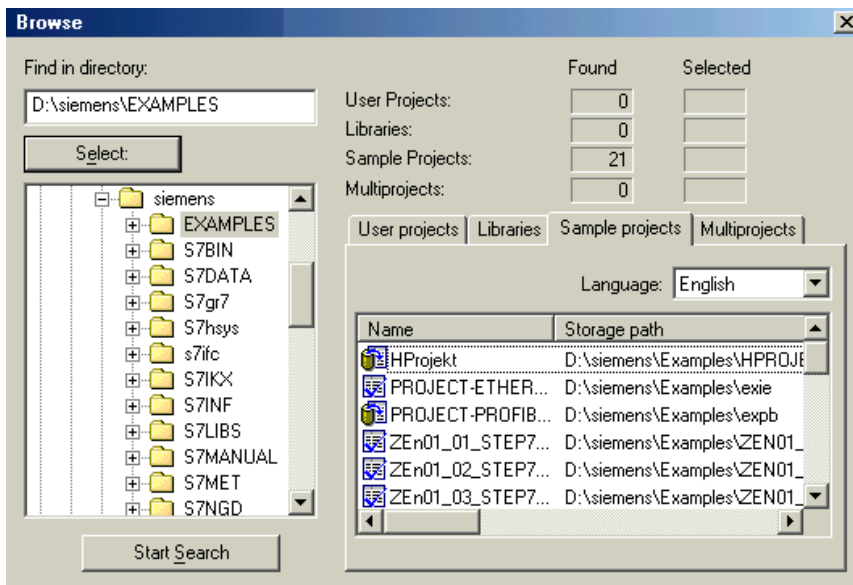 Browse
Find in directory:
D:\siemens\EXAMPLES
Select:
siemens
EXAMPLES
S7BIN
S7DATA
S7gr7
S7hsys
s7ifc
S7IKX
S7INF
S7LIBS
S7MANUAL
S7MET
S7NGD
Start Search
Found Selected
User Projects: 0
Libraries: 0
Sample Projects: 21
Multiprojects: 0
User projects Libraries Sample projects Multiprojects
Language: English
Name Storage path
HProjekt D:\siemens\Examples\HPROJE
PROJECT-ETHER... D:\siemens\Examples\exie
PROJECT-PROFIB... D:\siemens\Examples\expb
ZEn01_01_STEP7... D:\siemens\Examples\ZEN01_
ZEn01_02_STEP7... D:\siemens\Examples\ZEN01_
ZEn01_03_STEP7... D:\siemens\Examples\ZEN01_